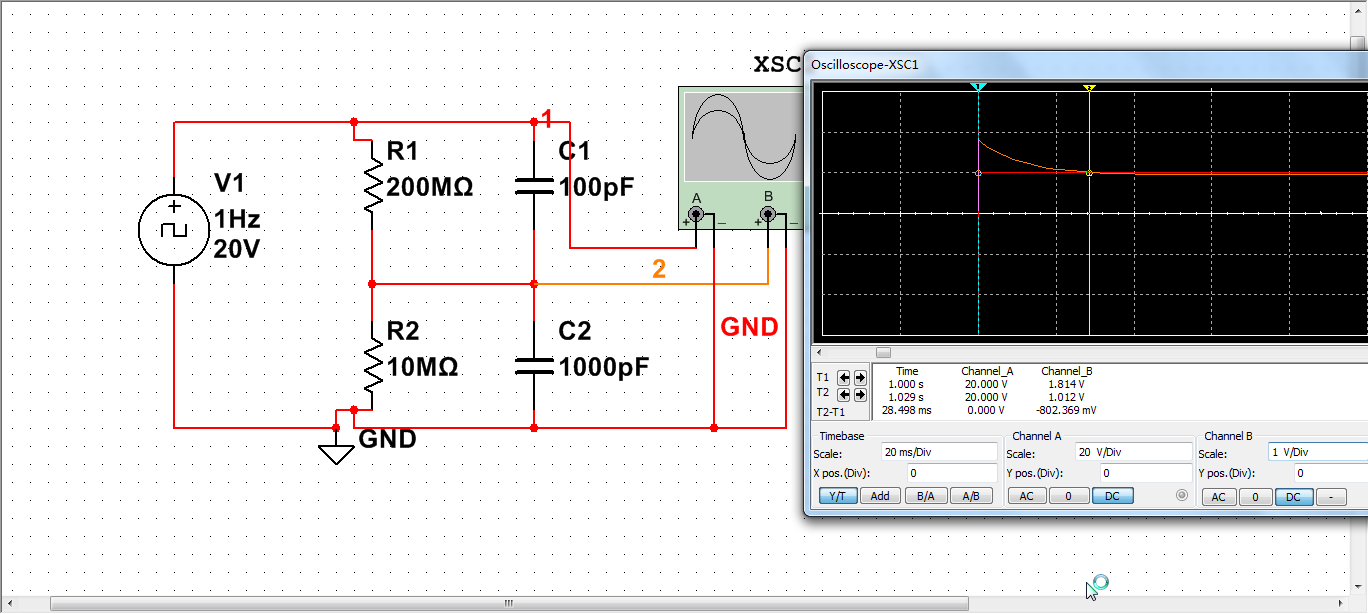 XSC
Oscilloscope-XSC1
1
R1
200MΩ
C1
100pF
V1
1Hz
20V
A
B
+
–
+
–
2
GND
R2
10MΩ
C2
1000pF
GND
1
2
Time Channel_A Channel_B
T1 1.000 s 20.000 V 1.814 V
T2 1.029 s 20.000 V 1.012 V
T2-T1 28.498 ms 0.000 V -802.369 mV
Timebase
Scale: 20 ms/Div
X pos.(Div): 0
Y/T Add B/A A/B
Channel A
Scale: 20 V/Div
Y pos.(Div): 0
AC 0 DC
Channel B
Scale: 1 V/Div
Y pos.(Div): 0
AC 0 DC -